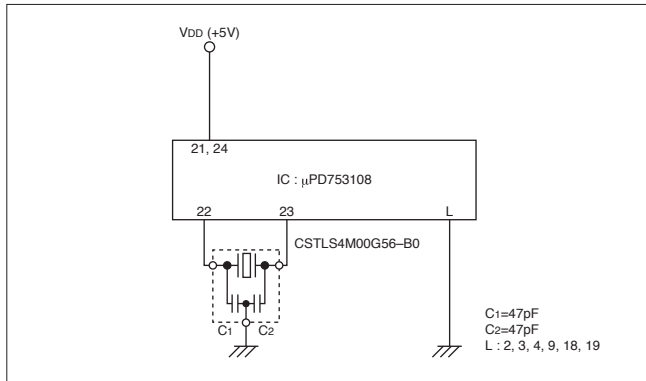 VDD (+5V)
21, 24
IC : μPD753108
22 23 L
CSTLS4M00G56–B0
C1 C2
C1=47pF
C2=47pF
L : 2, 3, 4, 9, 18, 19